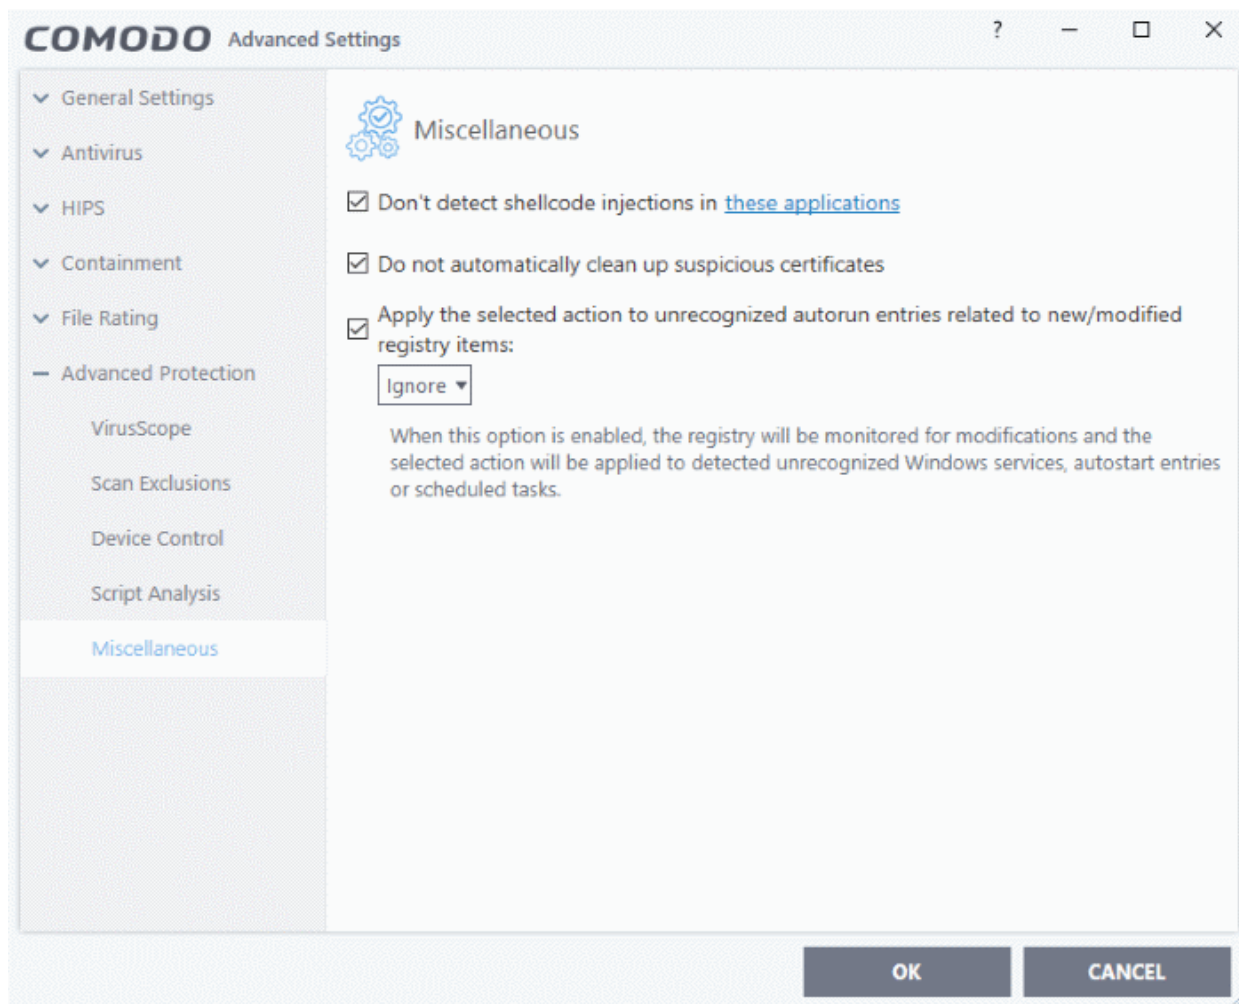 COMODO Advanced Settings
?
General Settings
Antivirus
HIPS
Containment
File Rating
Advanced Protection
VirusScope
Scan Exclusions
Device Control
Script Analysis
Miscellaneous
Miscellaneous
Don't detect shellcode injections in these applications
Do not automatically clean up suspicious certificates
Apply the selected action to unrecognized autorun entries related to new/modified
registry items:
Ignore
When this option is enabled, the registry will be monitored for modifications and the
selected action will be applied to detected unrecognized Windows services, autostart entries
or scheduled tasks.
OK
CANCEL